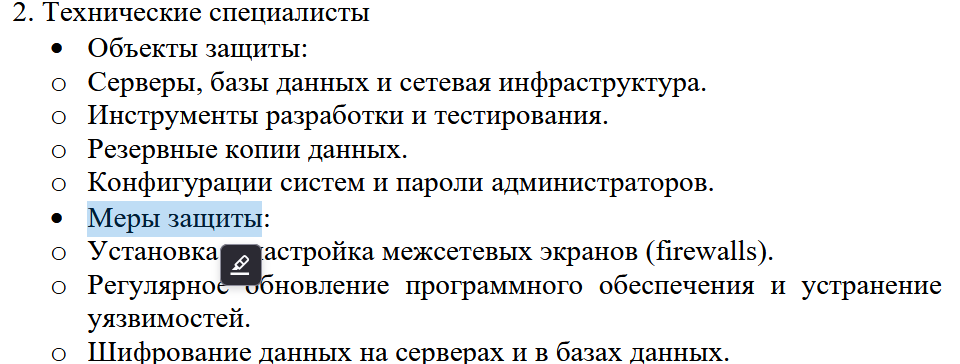 2. Технические специалисты
• Объекты защиты:
o Серверы, базы данных и сетевая инфраструктура.
o Инструменты разработки и тестирования.
o Резервные копии данных.
o Конфигурации систем и пароли администраторов.
• Меры защиты:
o Установка настройка межсетевых экранов (firewalls).
o Регулярное обновление программного обеспечения и устранение
уязвимостей.
o Шифрование данных на серверах и в базах данных.